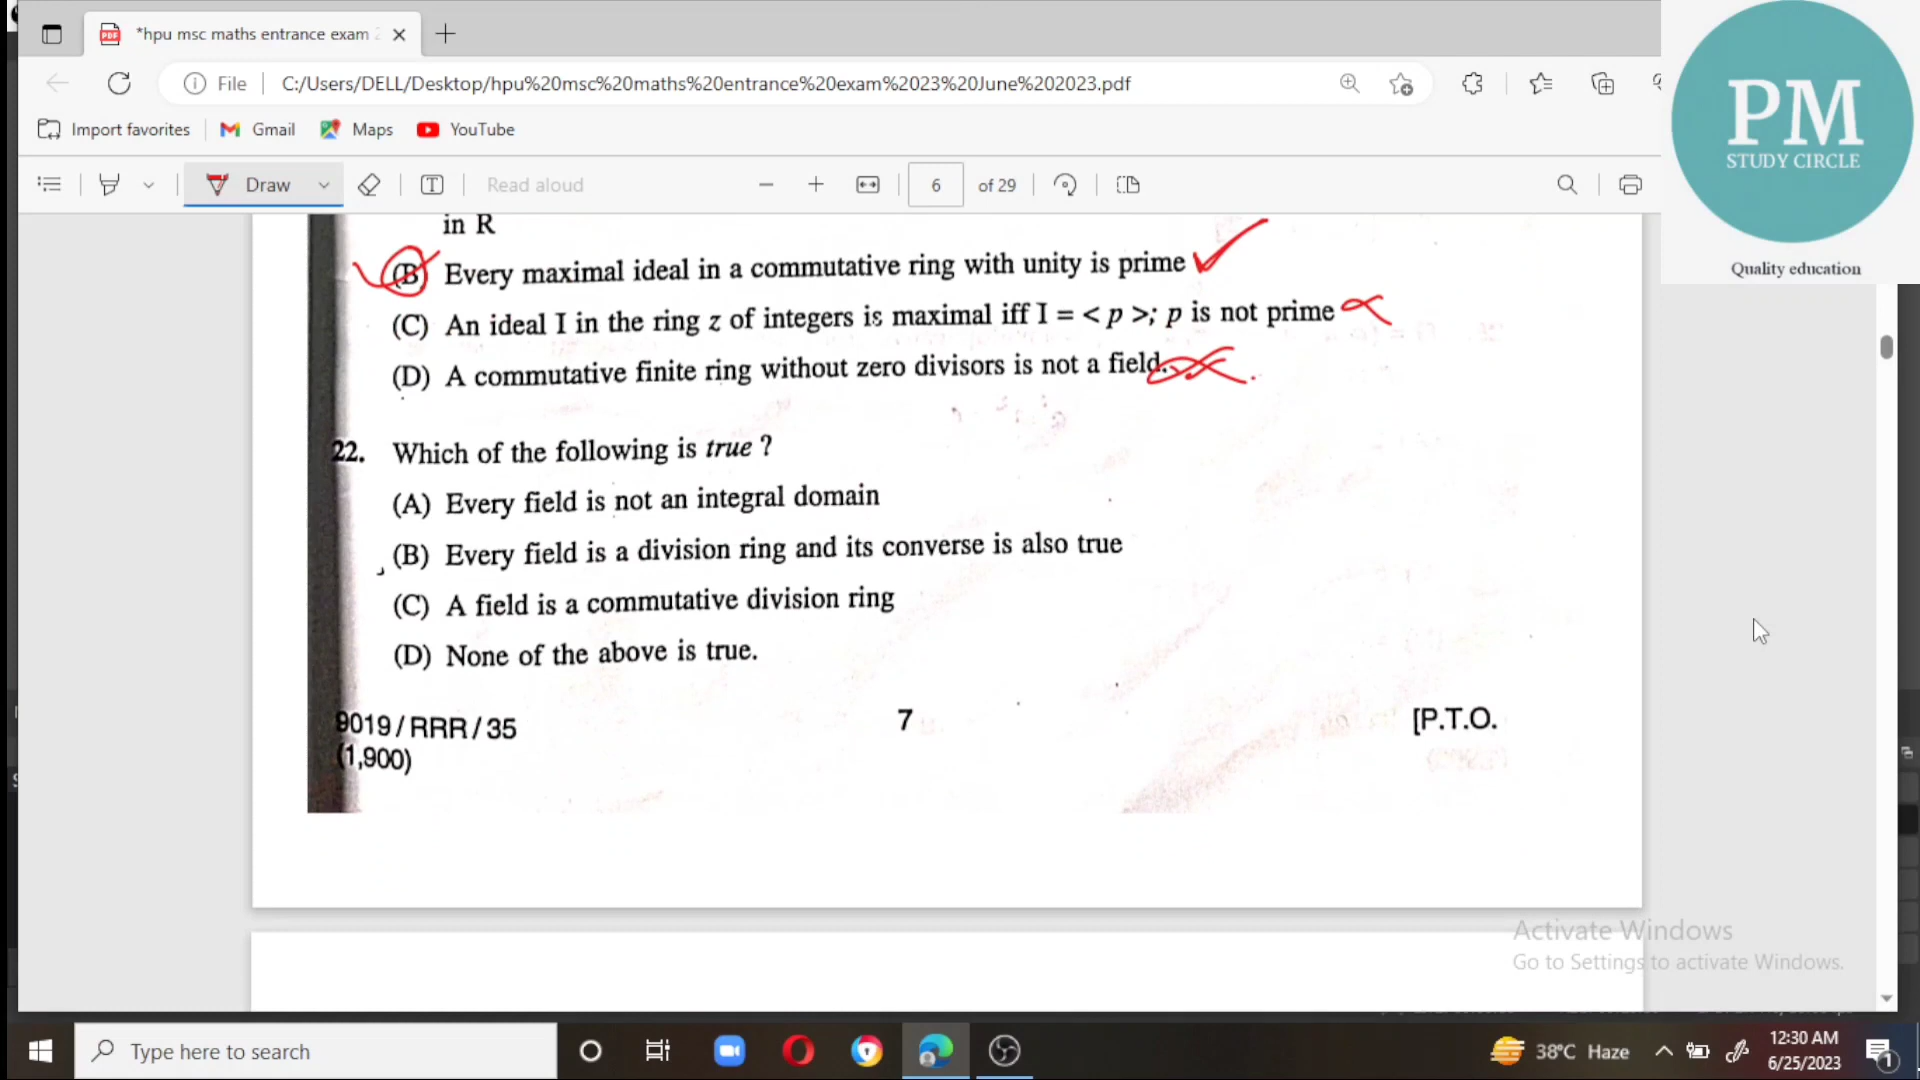 *hpu msc maths entrance exam 2
File
C:/Users/DELL/Desktop/hpu%20msc%20maths%20entrance%20exam%2023%20June%202023.pdf
PM
STUDY CIRCLE
Quality education
Import favorites
Gmail
Maps
YouTube
Draw
Read aloud
6
of 29
in R
(B) Every maximal ideal in a commutative ring with unity is prime
(C) An ideal I in the ring z of integers is maximal iff I = < p >; p is not prime
(D) A commutative finite ring without zero divisors is not a field.
22. Which of the following is true ?
(A) Every field is not an integral domain
(B) Every field is a division ring and its converse is also true
(C) A field is a commutative division ring
(D) None of the above is true.
9019/RRR/35
7
[P.T.O.
(1,900)
Activate Windows
Go to Settings to activate Windows.
Type here to search
38°C Haze
12:30 AM
6/25/2023
1